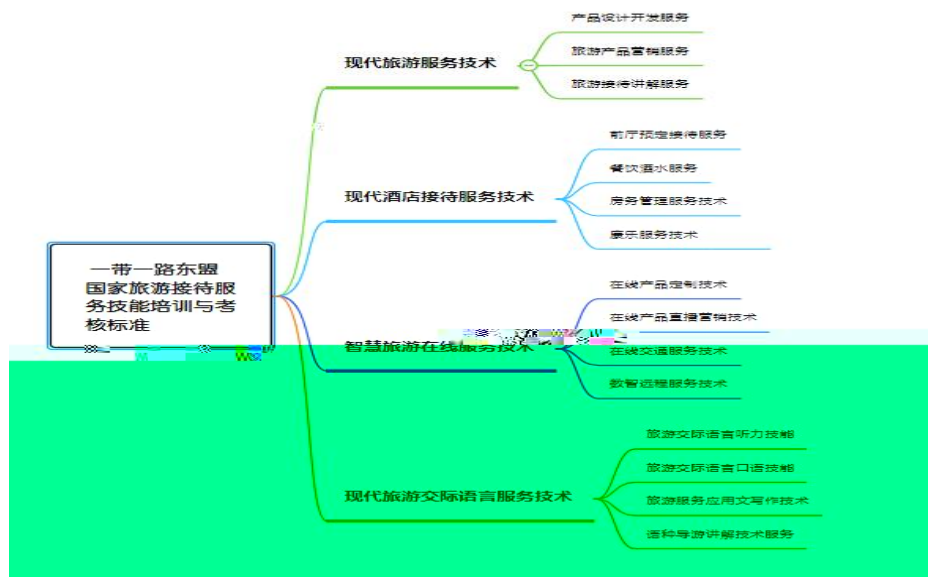 产品设计开发服务
现代旅游服务技术
旅游产品营销服务
旅游接待讲解服务
前厅预定接待服务
餐饮酒水服务
现代酒店接待服务技术
房务管理服务技术
康乐服务技术
一带一路东盟
国家旅游接待服
务技能培训与考
核标准
在线产品定制技术
在线产品直播营销技术
智慧旅游在线服务技术
在线交通服务技术
数智远程服务技术
旅游交际语言听力技能
旅游交际语言口语技能
现代旅游交际语言服务技术
旅游服务应用文写作技术
语种导游讲解技术服务